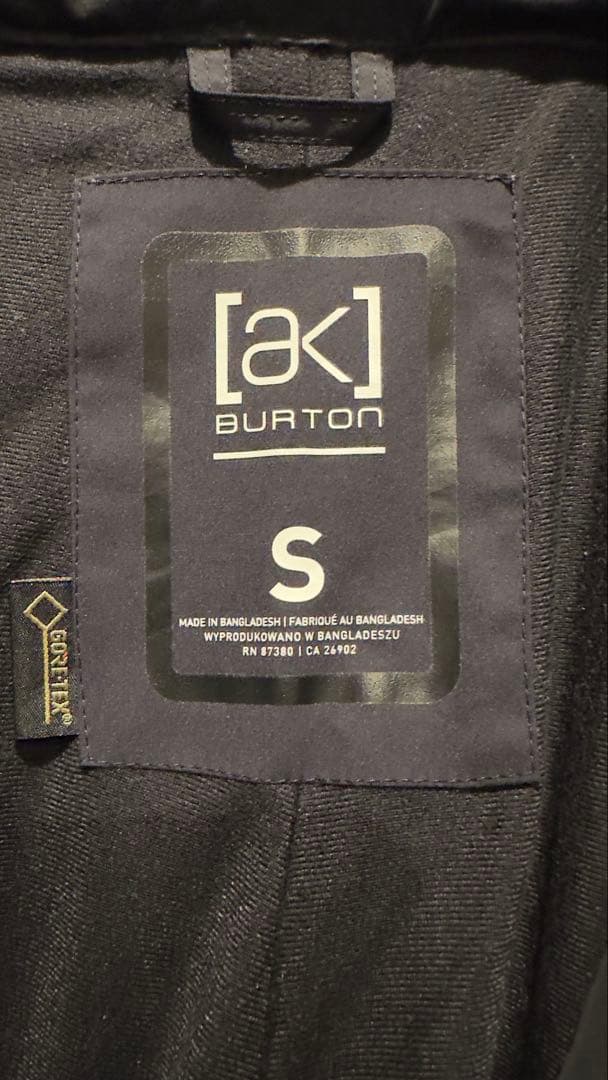 [ak]
BURTON
S
MADE IN BANGLADESH | FABRIQUÉ AU BANGLADESH
WYPRODUKOWANO W BANGLADESZU
RN 87380 | CA 26902
GORE-TEX®